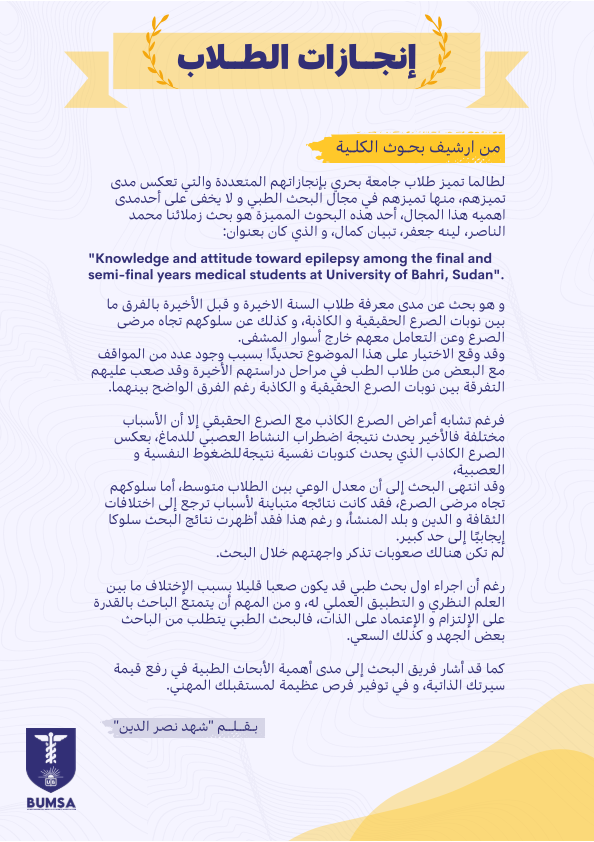 إنجــازات الطــلاب
من ارشيف بحـوث الكلـية
لطالما تميز طلاب جامعة بحري بإنجازاتهم المتعددة والتي تعكس مدى
تميزهم، منها تميزهم في مجال البحث الطبي و لا يخفى على أحدمدى
اهميه هذا المجال، أحد هذه البحوث المميزة هو بحث زملائنا محمد
الناصر، لينه جعفر، تبيان كمال، و الذي كان بعنوان:
"Knowledge and attitude toward epilepsy among the final and
semi-final years medical students at University of Bahri, Sudan".
و هو بحث عن مدى معرفة طلاب السنة الاخيرة و قبل الأخيرة بالفرق ما
بين نوبات الصرع الحقيقية و الكاذبة، و كذلك عن سلوكهم تجاه مرضى
الصرع وعن التعامل معهم خارج أسوار المشفى.
وقد وقع الاختيار على هذا الموضوع تحديدًا بسبب وجود عدد من المواقف
مع البعض من طلاب الطب في مراحل دراستهم الأخيرة وقد صعب عليهم
التفرقة بين نوبات الصرع الحقيقية و الكاذبة رغم الفرق الواضح بينهما.
فرغم تشابه أعراض الصرع الكاذب مع الصرع الحقيقي إلا أن الأسباب
مختلفة فالأخير يحدث نتيجة اضطراب النشاط العصبي للدماغ، بعكس
الصرع الكاذب الذي يحدث كنوبات نفسية نتيجةللضغوط النفسية و
العصبية،
وقد انتهى البحث إلى أن معدل الوعي بين الطلاب متوسط، أما سلوكهم
تجاه مرضى الصرع، فقد كانت نتائجه متباينة لأسباب ترجع إلى اختلافات
الثقافة و الدين و بلد المنشأ، و رغم هذا فقد أظهرت نتائج البحث سلوكا
إيجابيًا إلى حد كبير.
لم تكن هنالك صعوبات تذكر واجهتهم خلال البحث.
رغم أن اجراء اول بحث طبي قد يكون صعبا قليلا بسبب الإختلاف ما بين
العلم النظري و التطبيق العملي له، و من المهم أن يتمتع الباحث بالقدرة
على الإلتزام و الإعتماد على الذات، فالبحث الطبي يتطلب من الباحث
بعض الجهد و كذلك السعي.
كما قد أشار فريق البحث إلى مدى أهمية الأبحاث الطبية في رفع قيمة
سيرتك الذاتية، و في توفير فرص عظيمة لمستقبلك المهني.
بـقـلــم "شهد نصر الدين"
BUMSA